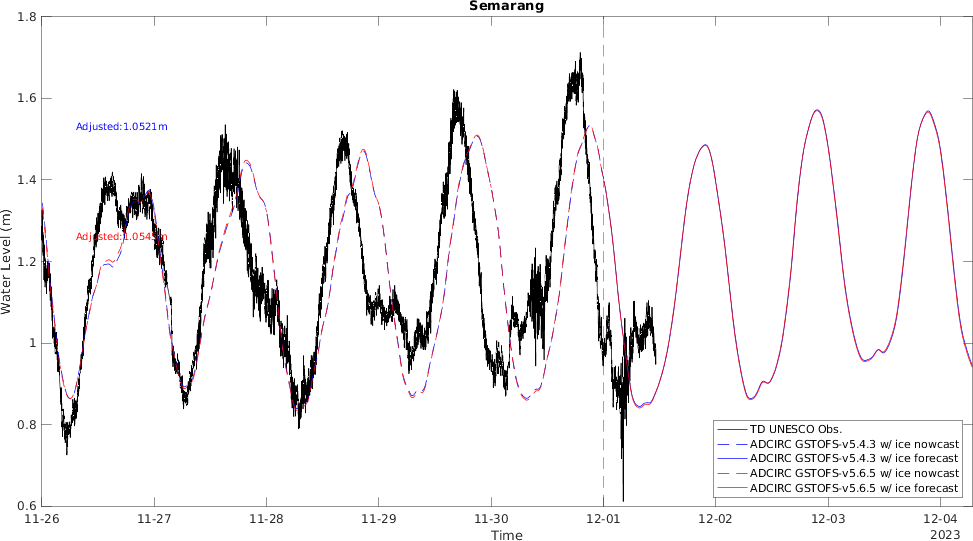 Semarang
1.8
1.6
1.4
1.2
1
0.8
0.6
Water Level (m)
Adjusted:1.0521m
Adjusted:1.0545m
TD UNESCO Obs.
ADCIRC GSTOFS-v5.4.3 w/ ice nowcast
ADCIRC GSTOFS-v5.4.3 w/ ice forecast
ADCIRC GSTOFS-v5.6.5 w/ ice nowcast
ADCIRC GSTOFS-v5.6.5 w/ ice forecast
11-26 11-27 11-28 11-29 11-30 12-01 12-02 12-03 12-04
Time
2023